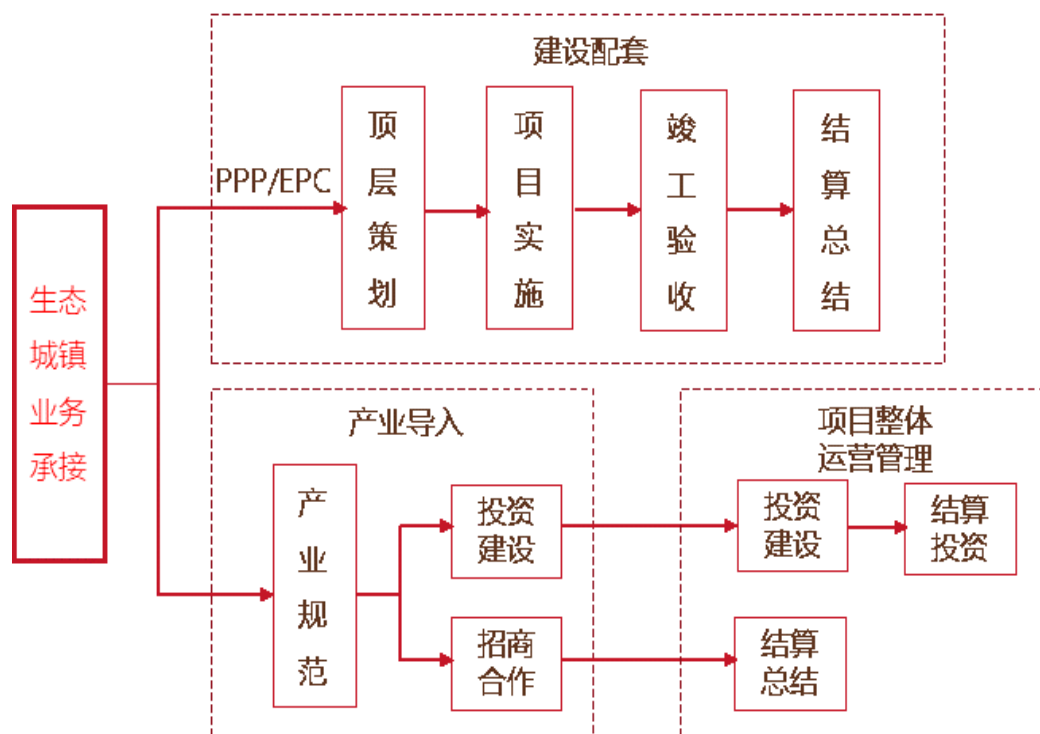 建设配套
PPP/EPC
顶层策划
项目实施
竣工验收
结算总结
生态
城镇
业务
承接
产业导入
产业规范
投资
建设
招商
合作
项目整体
运营管理
投资
建设
结算
投资
结算
总结